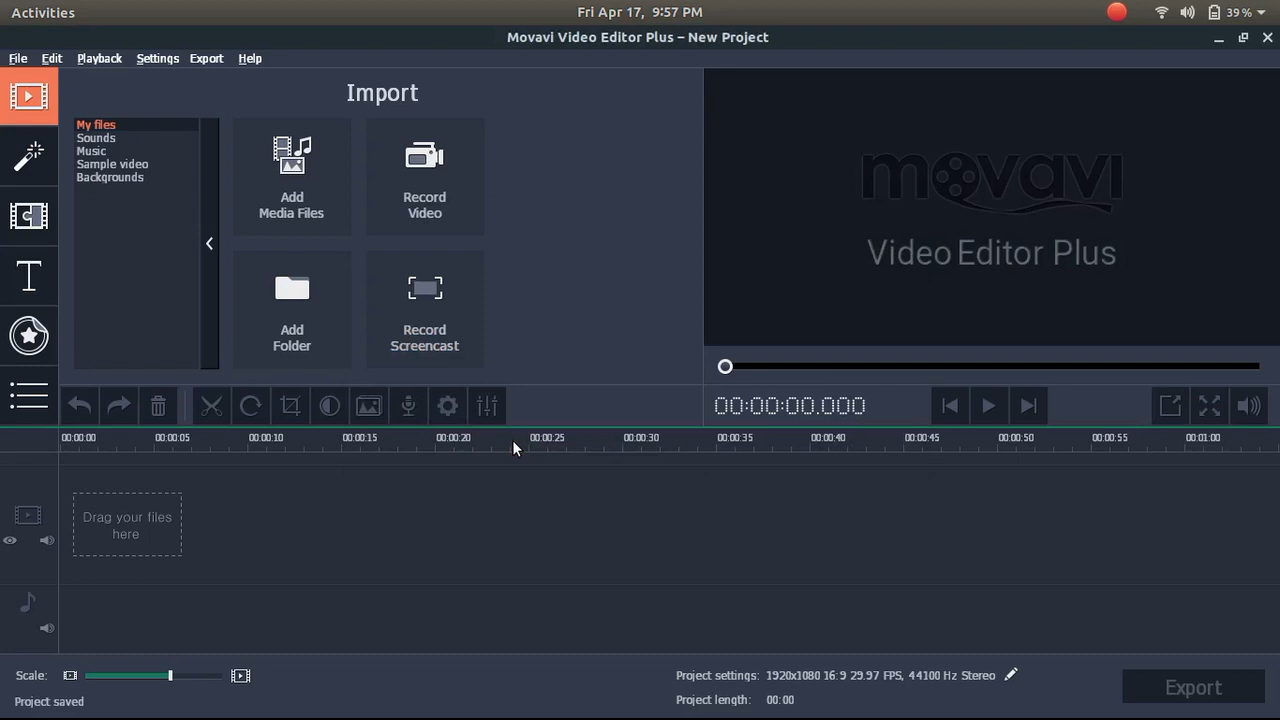 Activities
Fri Apr 17, 9:57 PM
39%
Movavi Video Editor Plus – New Project
File Edit Playback Settings Export Help
Import
My files
Sounds
Music
Sample video
Backgrounds
Add
Media Files
Record
Video
Add
Folder
Record
Screencast
movavi
Video Editor Plus
00:00:00.000
00:00:00 00:00:05 00:00:10 00:00:15 00:00:20 00:00:25 00:00:30 00:00:35 00:00:40 00:00:45 00:00:50 00:00:55 00:01:00
Drag your files
here
Scale:
Project settings: 1920x1080 16:9 29.97 FPS, 44100 Hz Stereo
Project saved
Project length: 00:00
Export